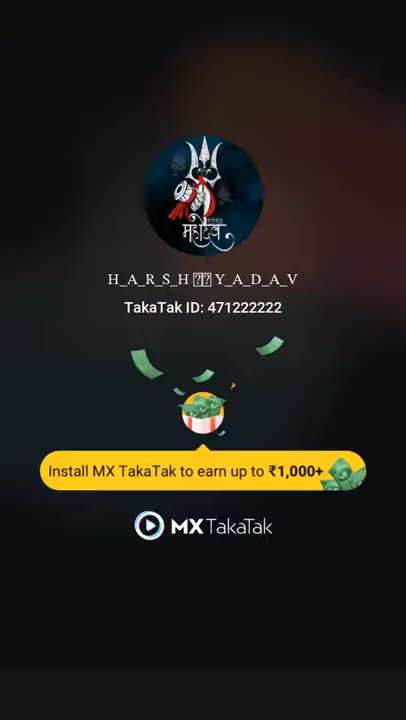 महादेव
H_A_R_S_H ⍰⍰ Y_A_D_A_V
TakaTak ID: 471222222
Install MX TakaTak to earn up to ₹1,000+
MX TakaTak